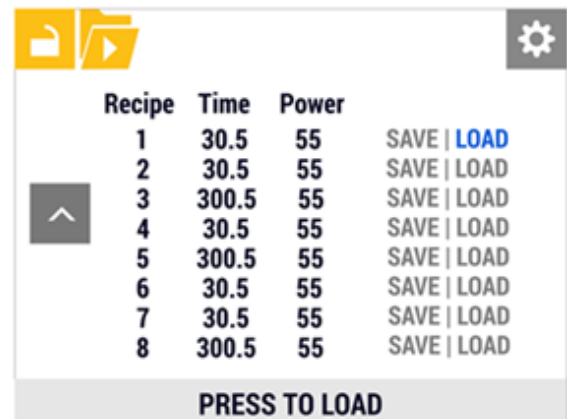 Recipe Time Power
1 30.5 55 SAVE | LOAD
2 30.5 55 SAVE | LOAD
3 300.5 55 SAVE | LOAD
4 30.5 55 SAVE | LOAD
5 300.5 55 SAVE | LOAD
6 30.5 55 SAVE | LOAD
7 30.5 55 SAVE | LOAD
8 300.5 55 SAVE | LOAD
PRESS TO LOAD